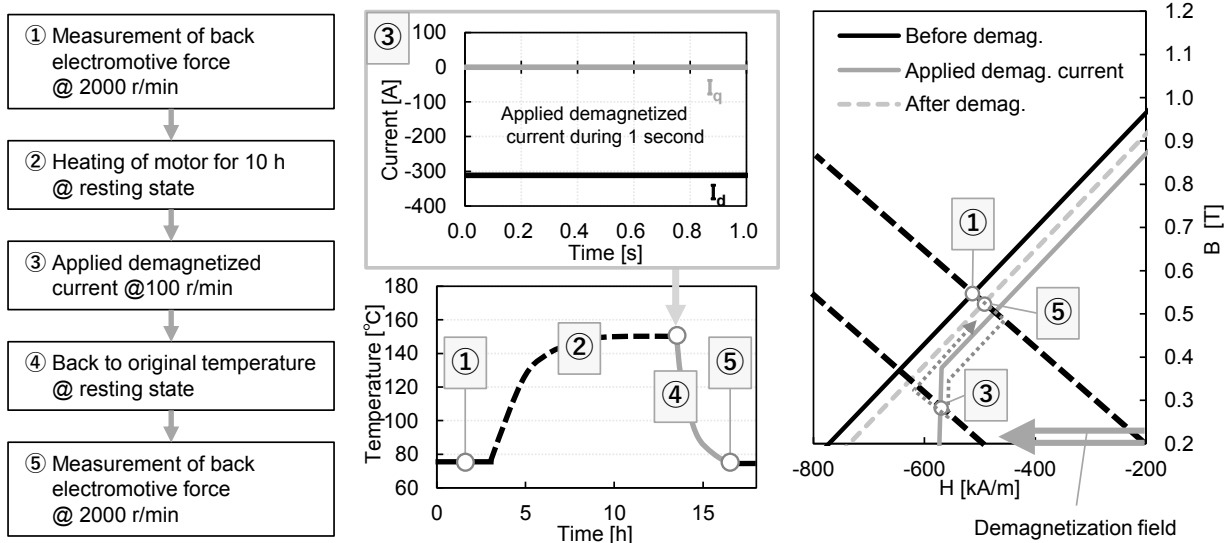 ① Measurement of back
electromotive force
@ 2000 r/min
② Heating of motor for 10 h
@ resting state
③ Applied demagnetized
current @100 r/min
④ Back to original temperature
@ resting state
⑤ Measurement of back
electromotive force
@ 2000 r/min
③
Current [A]
100
0
-100
-200
-300
-400
I_q
Applied demagnetized
current during 1 second
I_d
0.0 0.2 0.4 0.6 0.8 1.0
Time [s]
Temperature [°C]
180
160
140
120
100
80
60
①
②
④
⑤
0 5 10 15
Time [h]
Before demag.
Applied demag. current
After demag.
①
⑤
③
1.2
1.1
1.0
0.9
0.8
0.7
0.6
0.5
0.4
0.3
0.2
B [T]
-800 -600 -400 -200
H [kA/m]
Demagnetization field